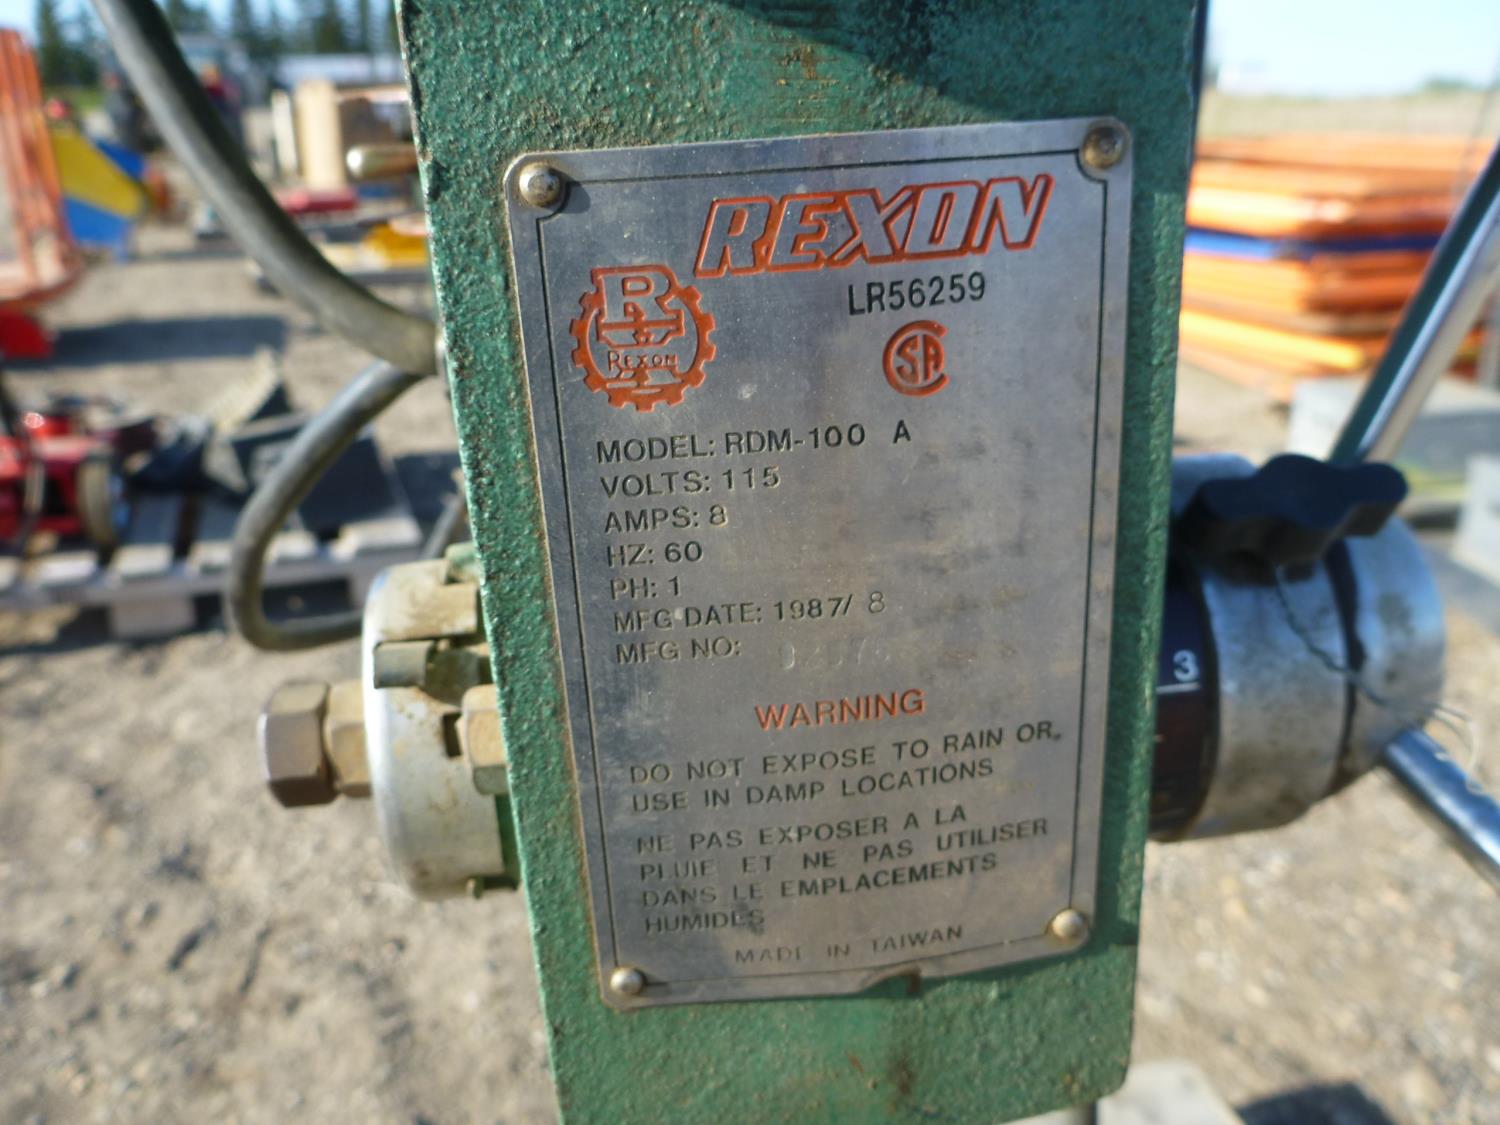 REXON
LR56259
R
REXON
SA
MODEL: RDM-100 A
VOLTS: 115
AMPS: 8
HZ: 60
PH: 1
MFG DATE: 1987/ 8
MFG NO:
3
WARNING
DO NOT EXPOSE TO RAIN OR
USE IN DAMP LOCATIONS
NE PAS EXPOSER A LA
PLUIE ET NE PAS UTILISER
DANS LE EMPLACEMENTS
HUMIDES
MADE IN TAIWAN